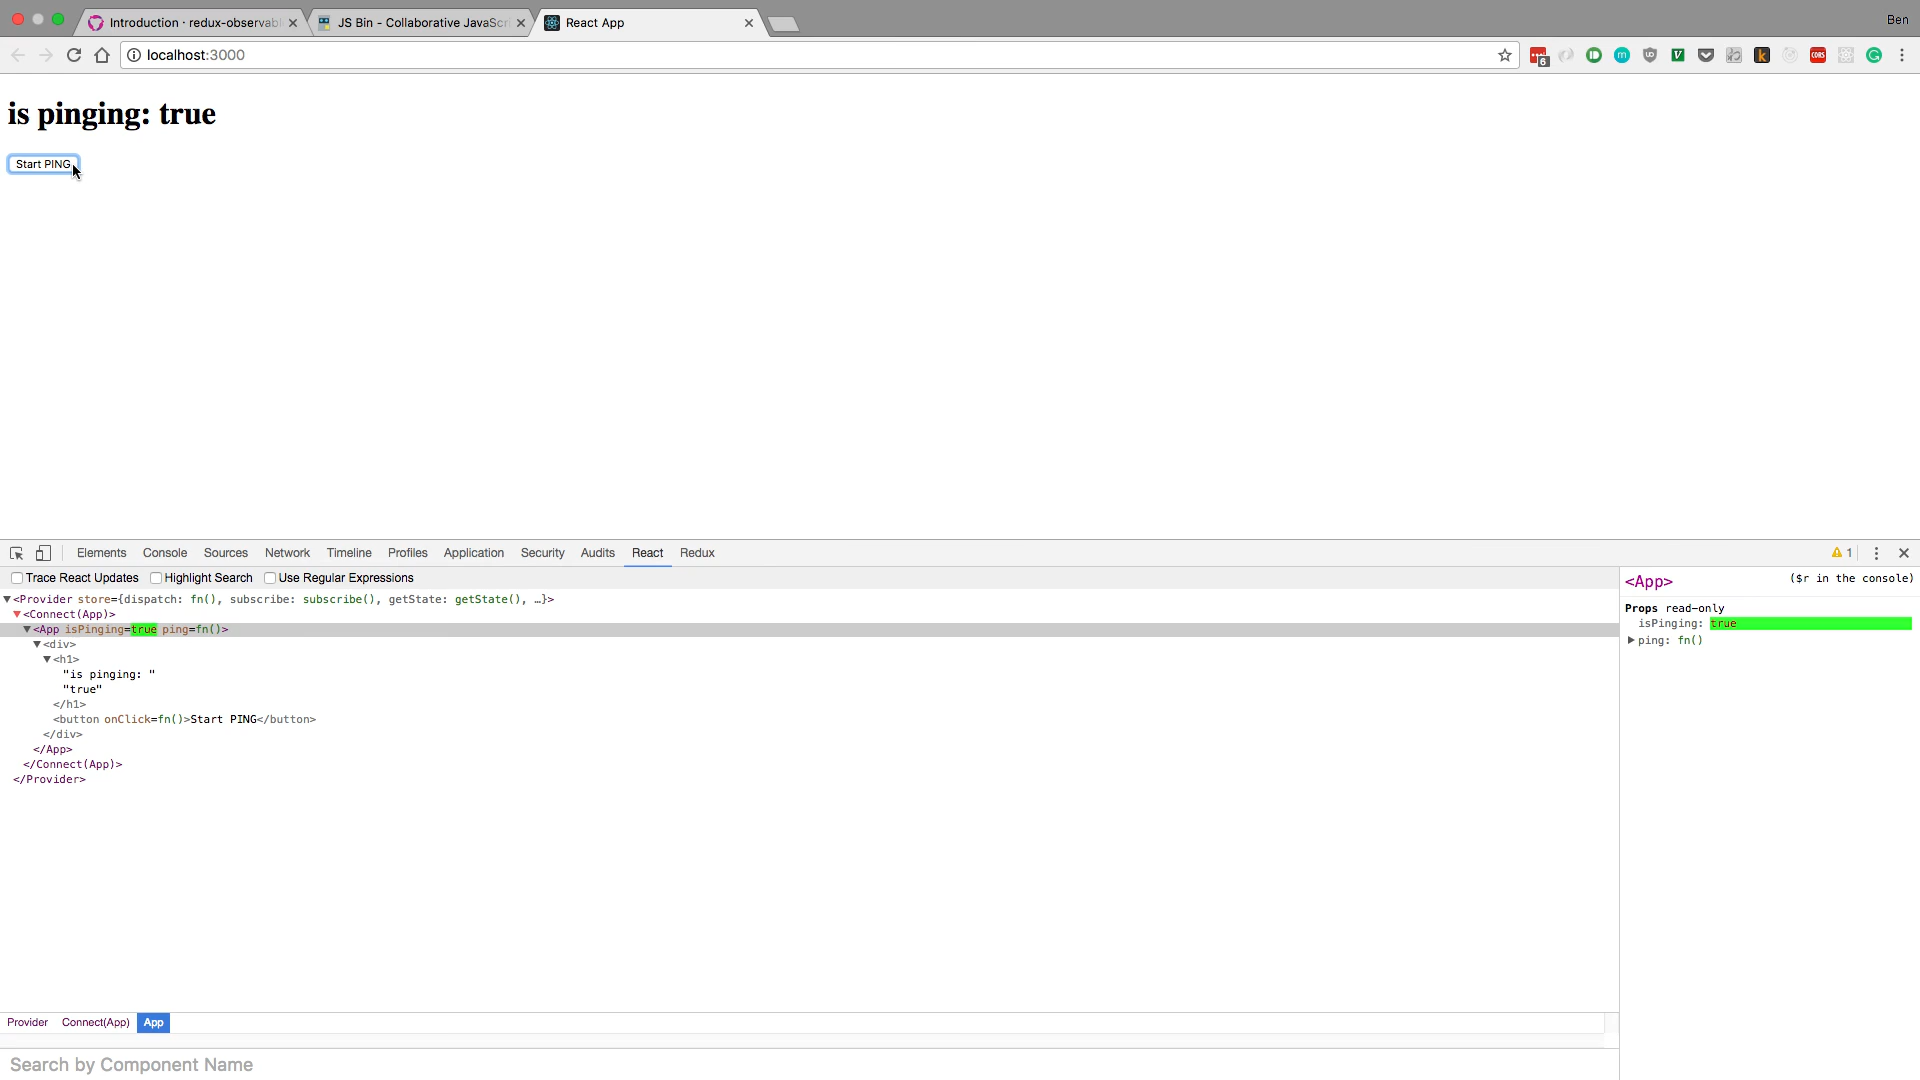 Introduction · redux-observabl
JS Bin - Collaborative JavaScri
React App
Ben
localhost:3000
6
m
V
k
CORS
is pinging: true
Start PING
Elements Console Sources Network Timeline Profiles Application Security Audits React Redux
1
Trace React Updates Highlight Search Use Regular Expressions
<App>
($r in the console)
<Provider store={dispatch: fn(), subscribe: subscribe(), getState: getState(), …}>
<Connect(App)>
<App isPinging=true ping=fn()>
<div>
<h1>
"is pinging: "
"true"
</h1>
<button onClick=fn()>Start PING</button>
</div>
</App>
</Connect(App)>
</Provider>
Props read-only
isPinging: true
ping: fn()
Provider Connect(App) App
Search by Component Name